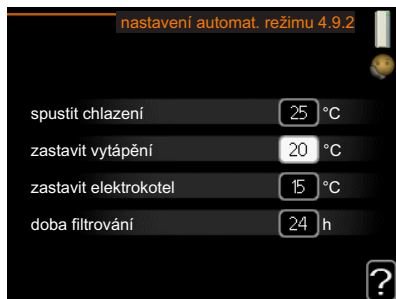 nastavení automat. režimu 4.9.2
spustit chlazení 25 °C
zastavit vytápění 20 °C
zastavit elektrokotel 15 °C
doba filtrování 24 h
?